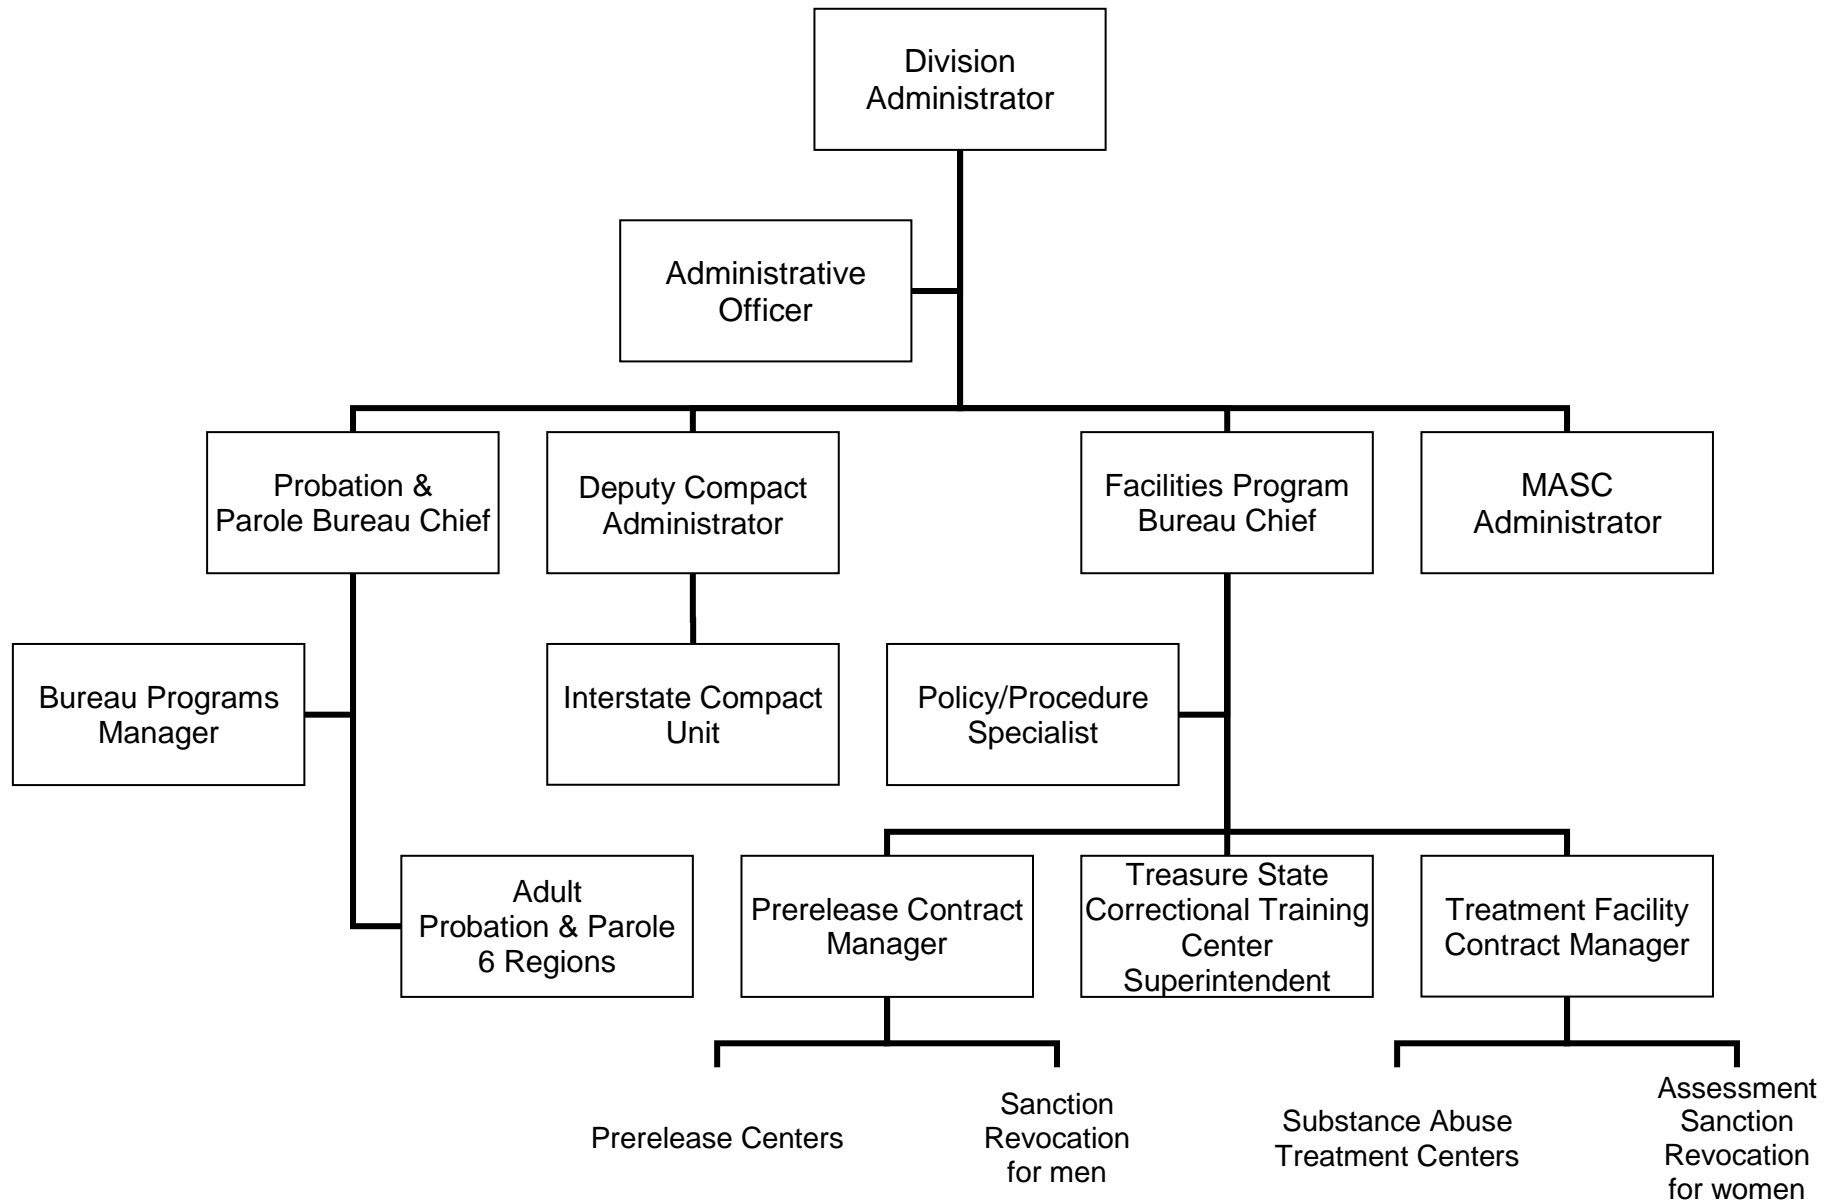 Division
Administrator
Administrative
Officer
Probation &
Parole Bureau Chief
Deputy Compact
Administrator
Facilities Program
Bureau Chief
MASC
Administrator
Bureau Programs
Manager
Interstate Compact
Unit
Policy/Procedure
Specialist
Adult
Probation & Parole
6 Regions
Prerelease Contract
Manager
Treasure State
Correctional Training
Center
Superintendent
Treatment Facility
Contract Manager
Prerelease Centers
Sanction
Revocation
for men
Substance Abuse
Treatment Centers
Assessment
Sanction
Revocation
for women